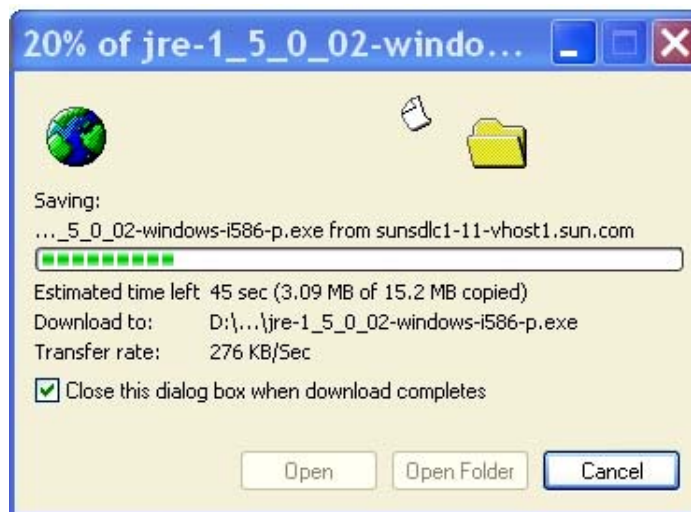 20% of jre-1_5_0_02-windo...
Saving:
..._5_0_02-windows-i586-p.exe from sunsdlc1-11-vhost1.sun.com
Estimated time left 45 sec (3.09 MB of 15.2 MB copied)
Download to: D:\...\jre-1_5_0_02-windows-i586-p.exe
Transfer rate: 276 KB/Sec
Close this dialog box when download completes
Open Open Folder Cancel